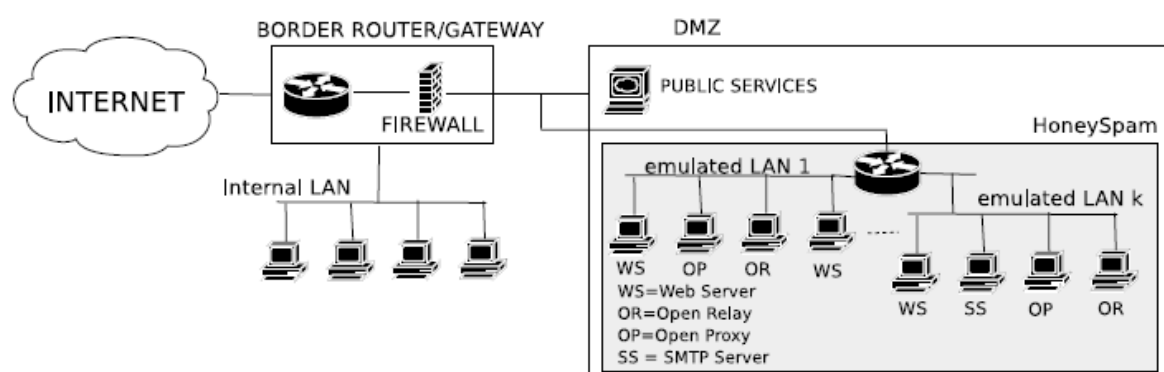 BORDER ROUTER/GATEWAY
DMZ
INTERNET
PUBLIC SERVICES
FIREWALL
HoneySpam
Internal LAN
emulated LAN 1
emulated LAN k
WS OP OR WS
WS SS OP OR
WS=Web Server
OR=Open Relay
OP=Open Proxy
SS = SMTP Server